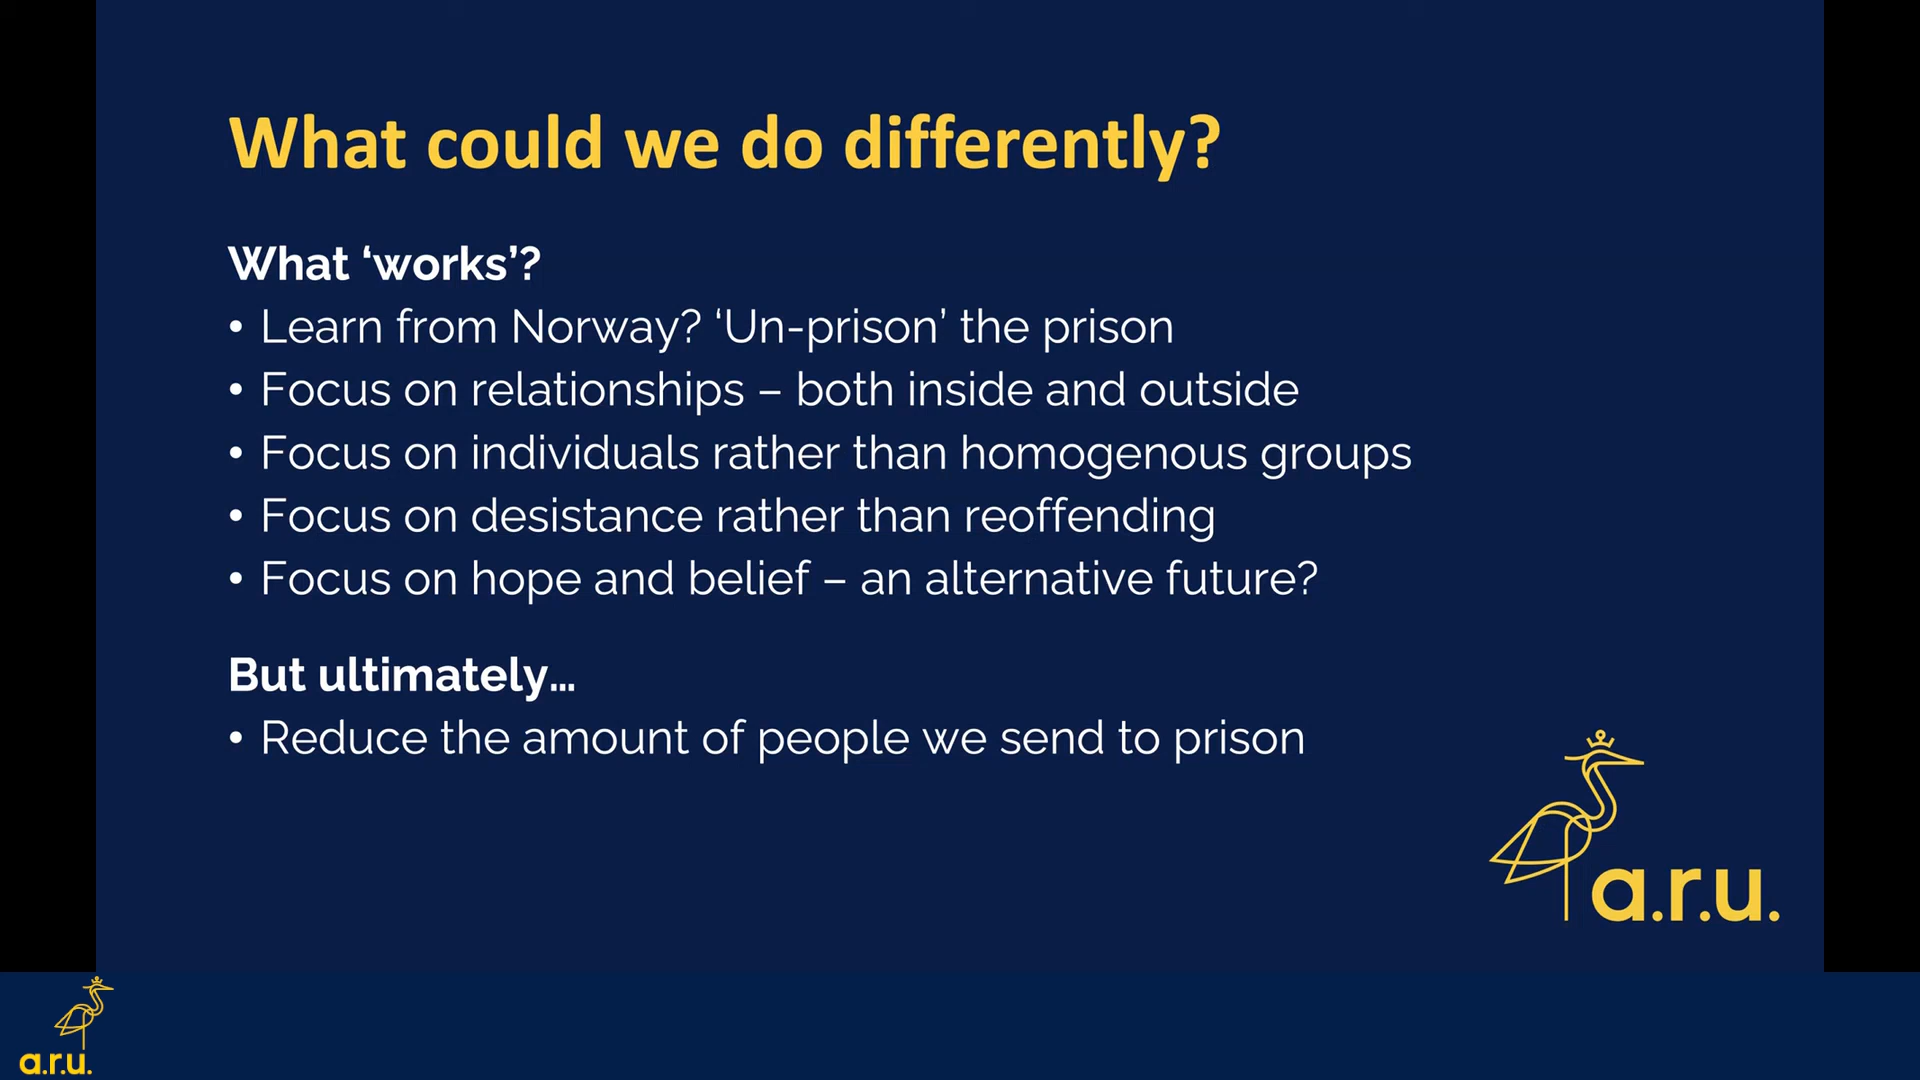 What could we do differently?
What ‘works’?
• Learn from Norway? ‘Un-prison’ the prison
• Focus on relationships – both inside and outside
• Focus on individuals rather than homogenous groups
• Focus on desistance rather than reoffending
• Focus on hope and belief – an alternative future?
But ultimately…
• Reduce the amount of people we send to prison
a.r.u.
a.r.u.